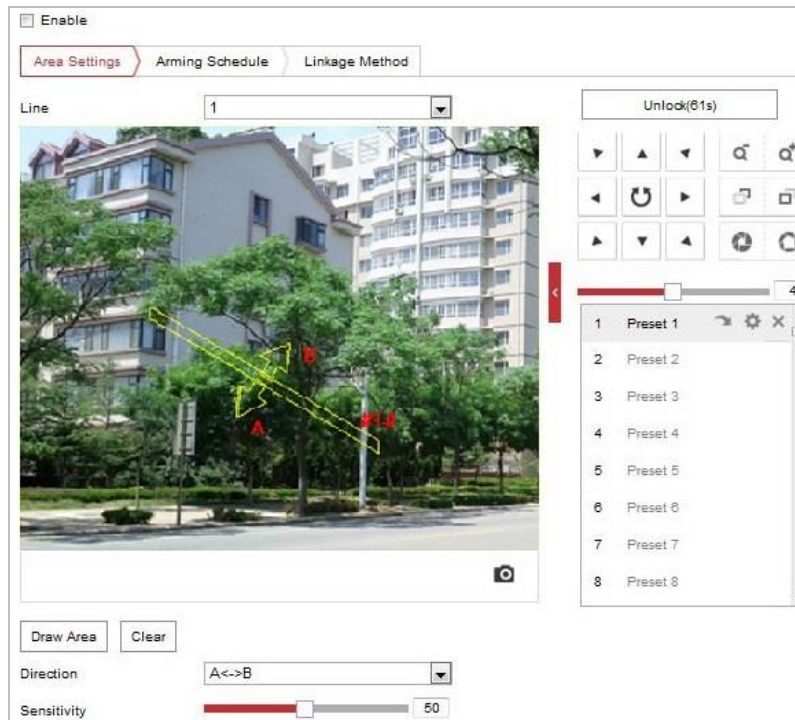 Enable
Area Settings Arming Schedule Linkage Method
Line 1
Unlock(61s)
B
A
#1#
4
1 Preset 1
2 Preset 2
3 Preset 3
4 Preset 4
5 Preset 5
6 Preset 6
7 Preset 7
8 Preset 8
Draw Area Clear
Direction A<->B
Sensitivity 50